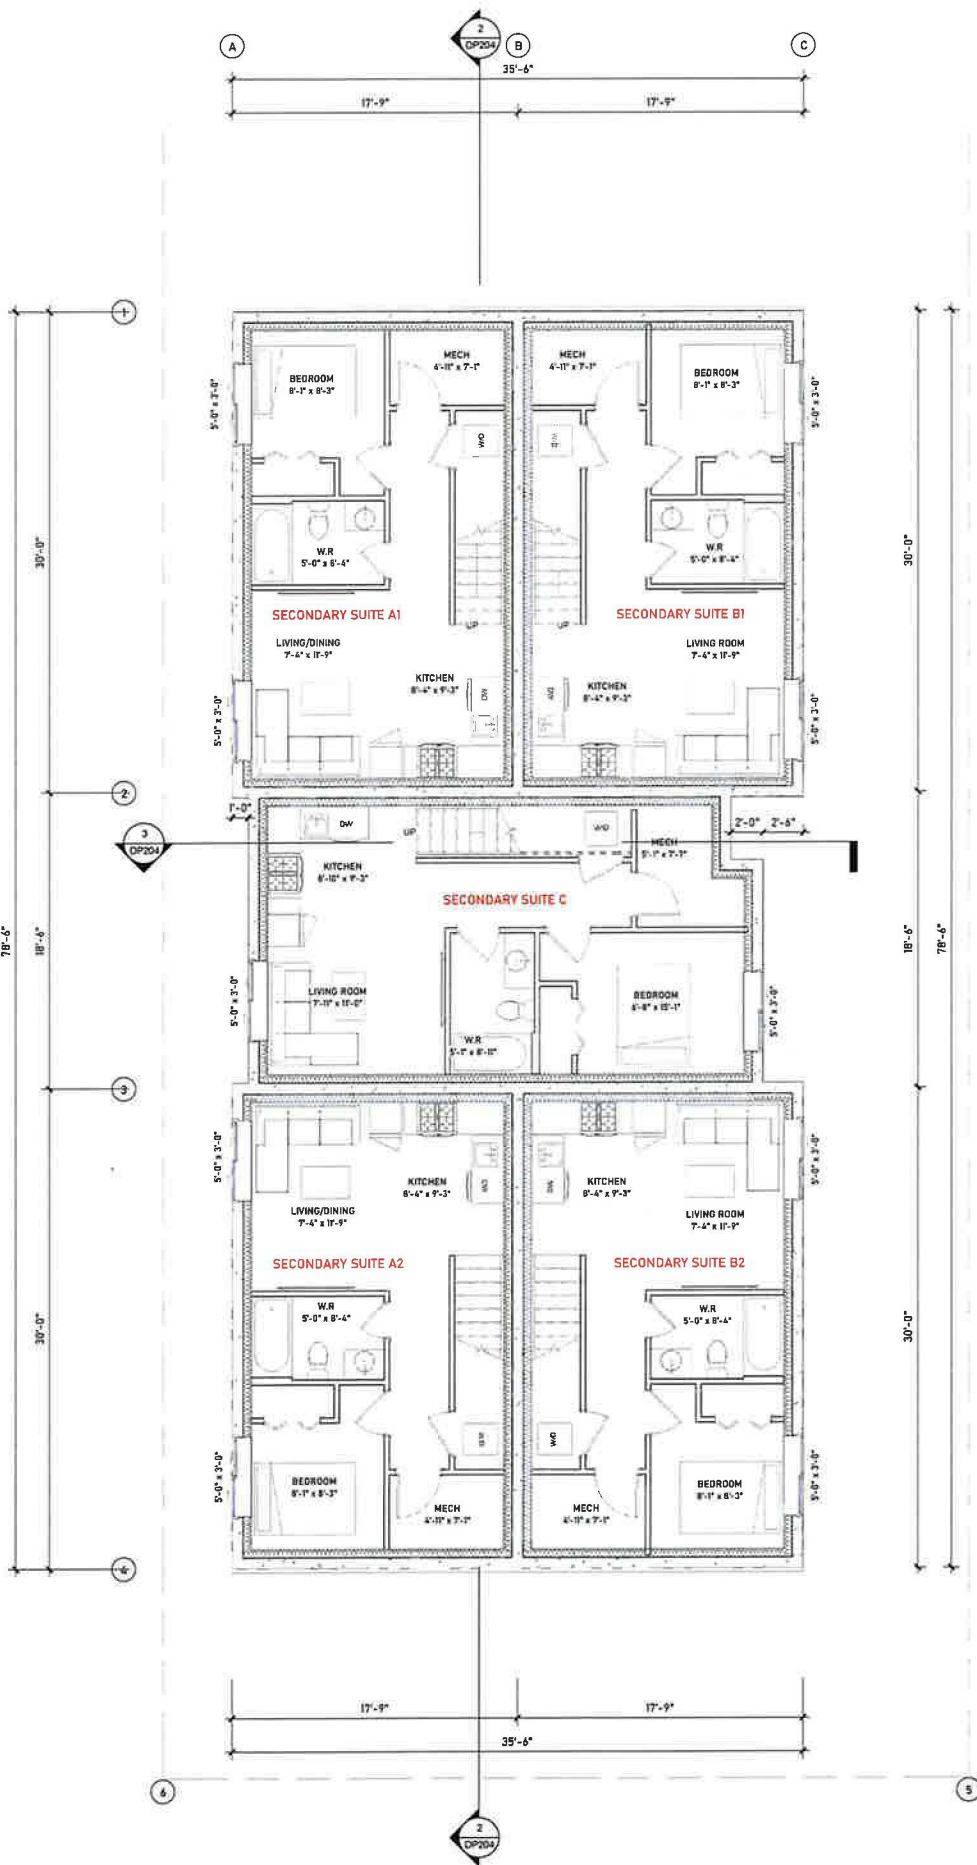 2
DP204
A
B
C
35'-6"
17'-9"
17'-9"
1
MECH
4'-11" x 7'-1"
MECH
4'-11" x 7'-1"
BEDROOM
8'-1" x 8'-3"
BEDROOM
8'-1" x 8'-3"
5'-0" x 3'-0"
5'-0" x 3'-0"
W/D
W/D
30'-0"
30'-0"
W.R
5'-0" x 8'-4"
W.R
5'-0" x 8'-4"
SECONDARY SUITE A1
SECONDARY SUITE B1
UP
UP
LIVING/DINING
7'-4" x 11'-9"
LIVING ROOM
7'-4" x 11'-9"
KITCHEN
8'-4" x 9'-3"
KITCHEN
8'-4" x 9'-3"
DW
DW
5'-0" x 3'-0"
5'-0" x 3'-0"
2
1'-0"
2'-0"
2'-6"
3
DP204
DW
UP
W/D
MECH
5'-1" x 7'-7"
KITCHEN
8'-10" x 9'-3"
SECONDARY SUITE C
78'-6"
18'-6"
18'-6"
78'-6"
5'-0" x 3'-0"
LIVING ROOM
7'-11" x 11'-0"
BEDROOM
W.R
5'-1" x 8'-11"
5'-0" x 3'-0"
3
5'-0" x 3'-0"
5'-0" x 3'-0"
KITCHEN
8'-4" x 9'-3"
KITCHEN
8'-4" x 9'-3"
DW
DW
LIVING/DINING
7'-4" x 11'-9"
LIVING ROOM
7'-4" x 11'-9"
SECONDARY SUITE A2
SECONDARY SUITE B2
W.R
5'-0" x 8'-4"
W.R
5'-0" x 8'-4"
30'-0"
30'-0"
W/D
W/D
5'-0" x 3'-0"
5'-0" x 3'-0"
BEDROOM
8'-1" x 8'-3"
BEDROOM
8'-1" x 8'-3"
MECH
4'-11" x 7'-1"
MECH
4'-11" x 7'-1"
4
17'-9"
17'-9"
35'-6"
6
5
2
DP204